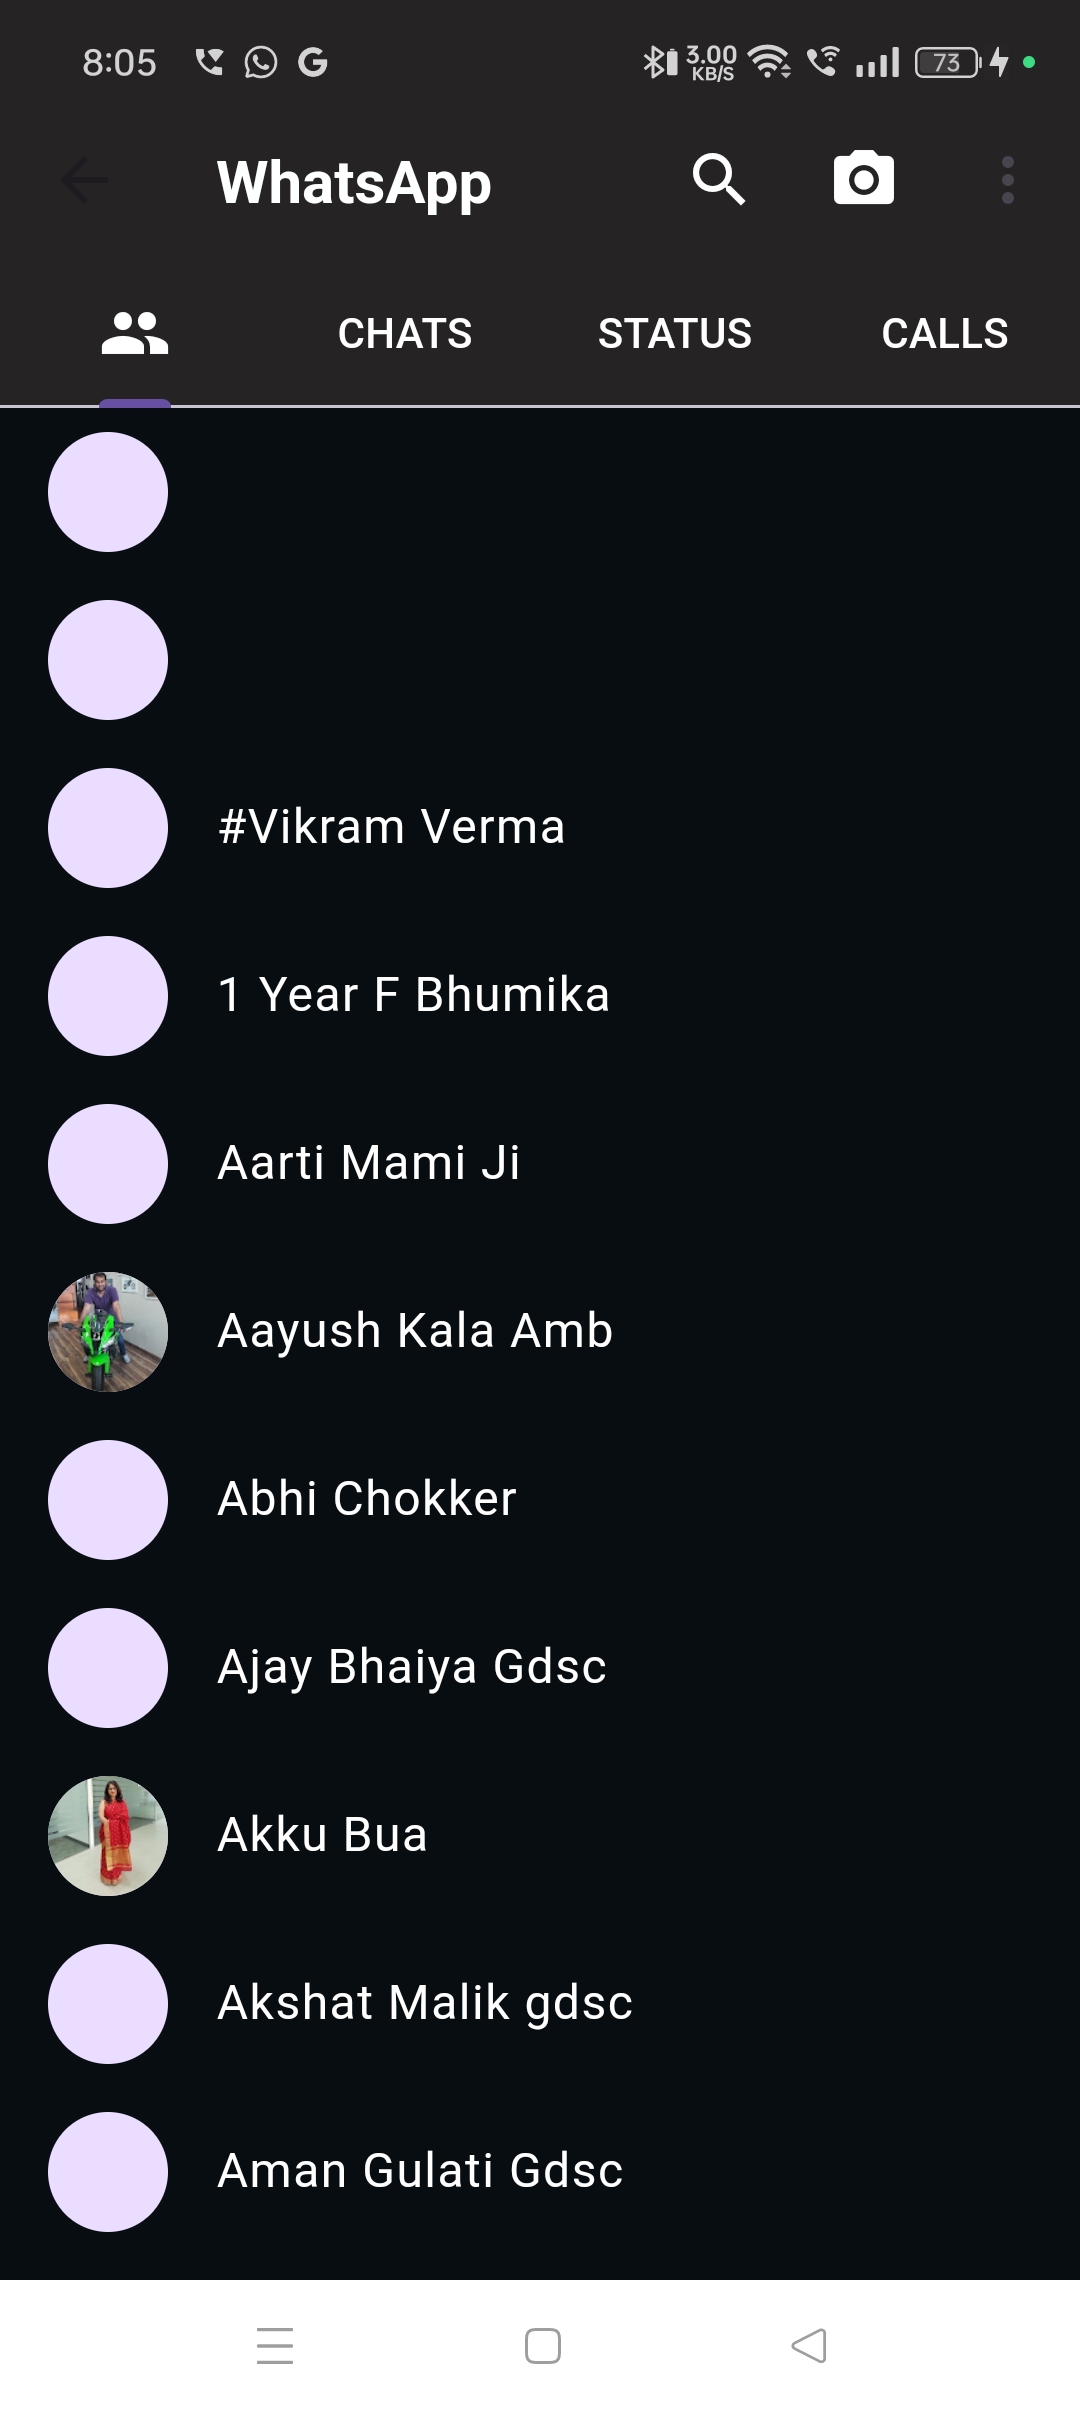 8:05 3.00 KB/S 73
WhatsApp
CHATS STATUS CALLS
#Vikram Verma
1 Year F Bhumika
Aarti Mami Ji
Aayush Kala Amb
Abhi Chokker
Ajay Bhaiya Gdsc
Akku Bua
Akshat Malik gdsc
Aman Gulati Gdsc